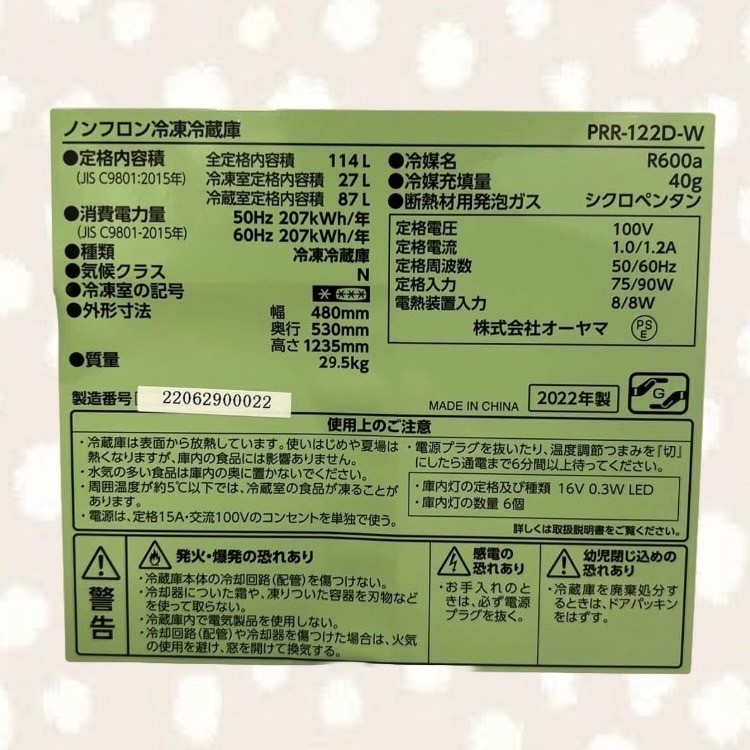 ノンフロン冷凍冷蔵庫 PRR-122D-W
●定格内容積 全定格内容積 114L
(JIS C9801:2015年) 冷凍室定格内容積 27L
冷蔵室定格内容積 87L
●消費電力量 50Hz 207kWh/年
(JIS C9801-2015年) 60Hz 207kWh/年
●種類 冷凍冷蔵庫
●気候クラス N
●冷凍室の記号 * ***
●外形寸法 幅 480mm
奥行 530mm
高さ 1235mm
●質量 29.5kg
●冷媒名 R600a
●冷媒充填量 40g
●断熱材用発泡ガス シクロペンタン
定格電圧 100V
定格電流 1.0/1.2A
定格周波数 50/60Hz
定格入力 75/90W
電熱装置入力 8/8W
株式会社オーヤマ PSE
製造番号 22062900022
MADE IN CHINA 2022年製 G
使用上のご注意
・冷蔵庫は表面から放熱しています。使いはじめや夏場は
熱くなりますが、庫内の食品には影響ありません。
・水気の多い食品は庫内の奥に置かないでください。
・周囲温度が約5℃以下では、冷蔵室の食品が凍ることが
あります。
・電源は、定格15A・交流100Vのコンセントを単独で使う。
・電源プラグを抜いたり、温度調節つまみを「切」
にしたら通電まで6分間以上待ってください。
・庫内灯の定格及び種類 16V 0.3W LED
・庫内灯の数量 6個
詳しくは取扱説明書をご覧ください。
警告
発火・爆発の恐れあり
・冷蔵庫本体の冷却回路(配管)を傷つけない。
・冷却器についた霜や、凍りついた容器を刃物など
を使って取らない。
・冷蔵庫内で電気製品を使用しない。
・冷却回路(配管)や冷却器を傷つけた場合は、火気
の使用を避け、窓を開けて換気する。
感電の
恐れあり
・お手入れのと
きは、必ず電源
プラグを抜く。
幼児閉じ込めの
恐れあり
・冷蔵庫を廃棄処分す
るときは、ドアパッキン
をはずす。